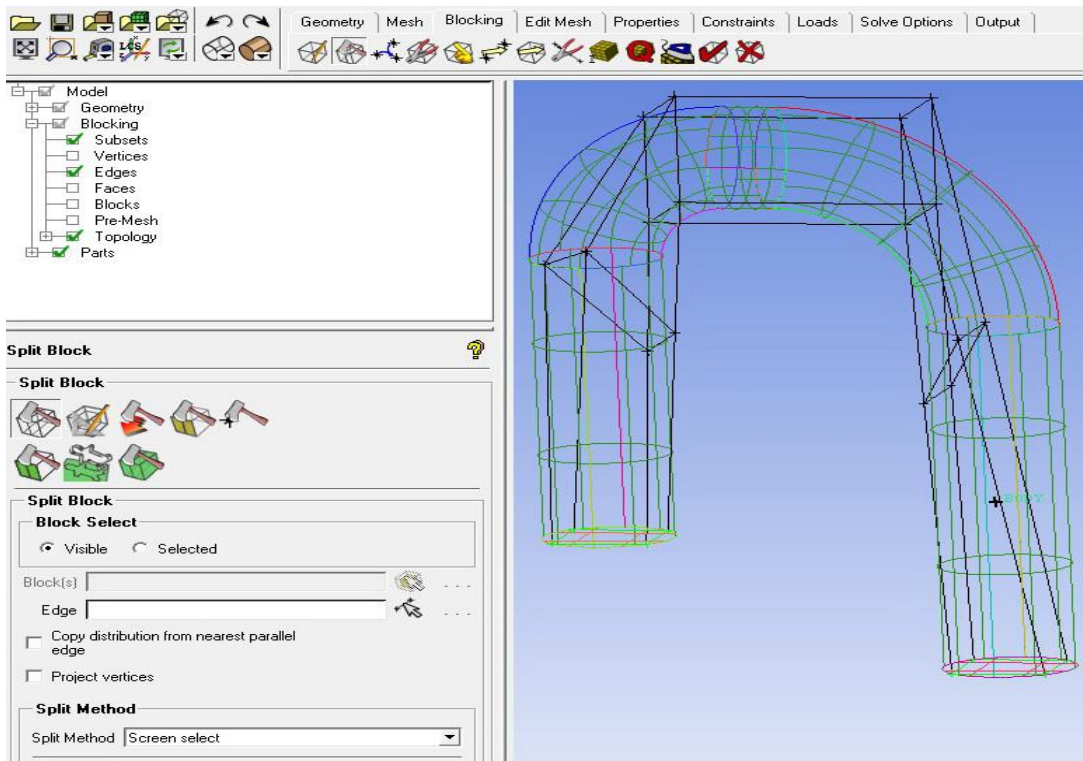 Geometry Mesh Blocking Edit Mesh Properties Constraints Loads Solve Options Output
LCS
Model
Geometry
Blocking
Subsets
Vertices
Edges
Faces
Blocks
Pre-Mesh
Topology
Parts
Split Block
Split Block
Split Block
Block Select
Visible Selected
Block(s)
Edge
Copy distribution from nearest parallel
edge
Project vertices
Split Method
Split Method Screen select
BODY